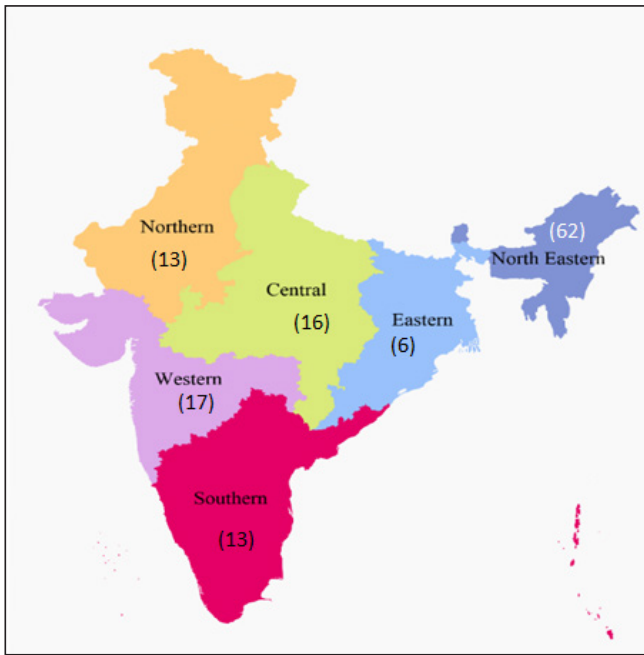 Northern
(13)
(62)
North Eastern
Central
(16)
Eastern
(6)
Western
(17)
Southern
(13)